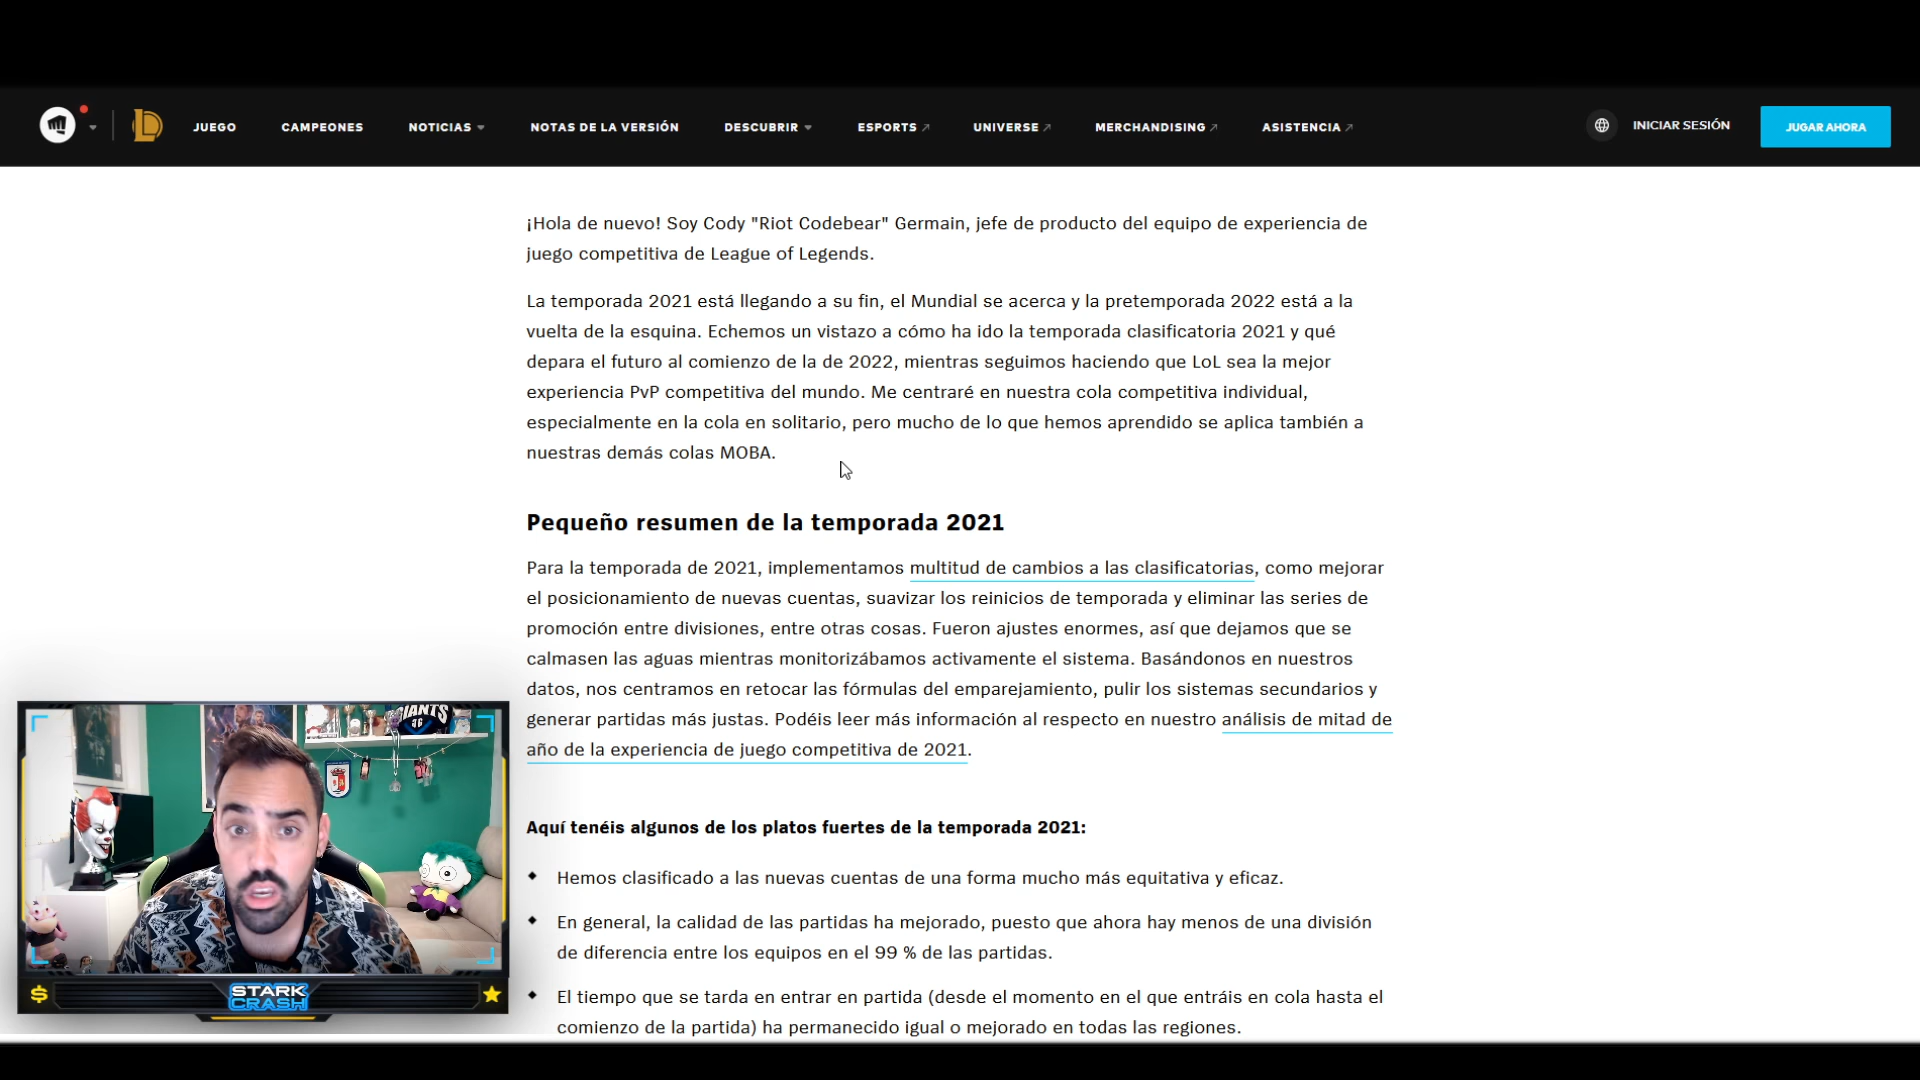 JUEGO CAMPEONES NOTICIAS NOTAS DE LA VERSIÓN DESCUBRIR ESPORTS UNIVERSE MERCHANDISING ASISTENCIA INICIAR SESIÓN JUGAR AHORA
¡Hola de nuevo! Soy Cody "Riot Codebear" Germain, jefe de producto del equipo de experiencia de
juego competitiva de League of Legends.
La temporada 2021 está llegando a su fin, el Mundial se acerca y la pretemporada 2022 está a la
vuelta de la esquina. Echemos un vistazo a cómo ha ido la temporada clasificatoria 2021 y qué
depara el futuro al comienzo de la de 2022, mientras seguimos haciendo que LoL sea la mejor
experiencia PvP competitiva del mundo. Me centraré en nuestra cola competitiva individual,
especialmente en la cola en solitario, pero mucho de lo que hemos aprendido se aplica también a
nuestras demás colas MOBA.
Pequeño resumen de la temporada 2021
Para la temporada de 2021, implementamos multitud de cambios a las clasificatorias, como mejorar
el posicionamiento de nuevas cuentas, suavizar los reinicios de temporada y eliminar las series de
promoción entre divisiones, entre otras cosas. Fueron ajustes enormes, así que dejamos que se
calmasen las aguas mientras monitorizábamos activamente el sistema. Basándonos en nuestros
datos, nos centramos en retocar las fórmulas del emparejamiento, pulir los sistemas secundarios y
generar partidas más justas. Podéis leer más información al respecto en nuestro análisis de mitad de
año de la experiencia de juego competitiva de 2021.
Aquí tenéis algunos de los platos fuertes de la temporada 2021:
Hemos clasificado a las nuevas cuentas de una forma mucho más equitativa y eficaz.
En general, la calidad de las partidas ha mejorado, puesto que ahora hay menos de una división
de diferencia entre los equipos en el 99 % de las partidas.
El tiempo que se tarda en entrar en partida (desde el momento en el que entráis en cola hasta el
comienzo de la partida) ha permanecido igual o mejorado en todas las regiones.
GIANTS
$
STARK
CRASH